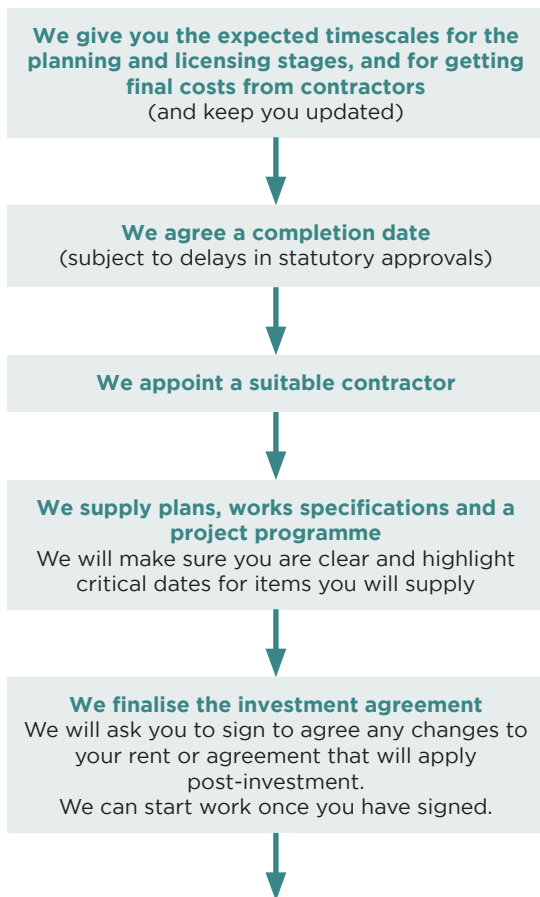 We give you the expected timescales for the
planning and licensing stages, and for getting
final costs from contractors
(and keep you updated)
We agree a completion date
(subject to delays in statutory approvals)
We appoint a suitable contractor
We supply plans, works specifications and a
project programme
We will make sure you are clear and highlight
critical dates for items you will supply
We finalise the investment agreement
We will ask you to sign to agree any changes to
your rent or agreement that will apply
post-investment.
We can start work once you have signed.